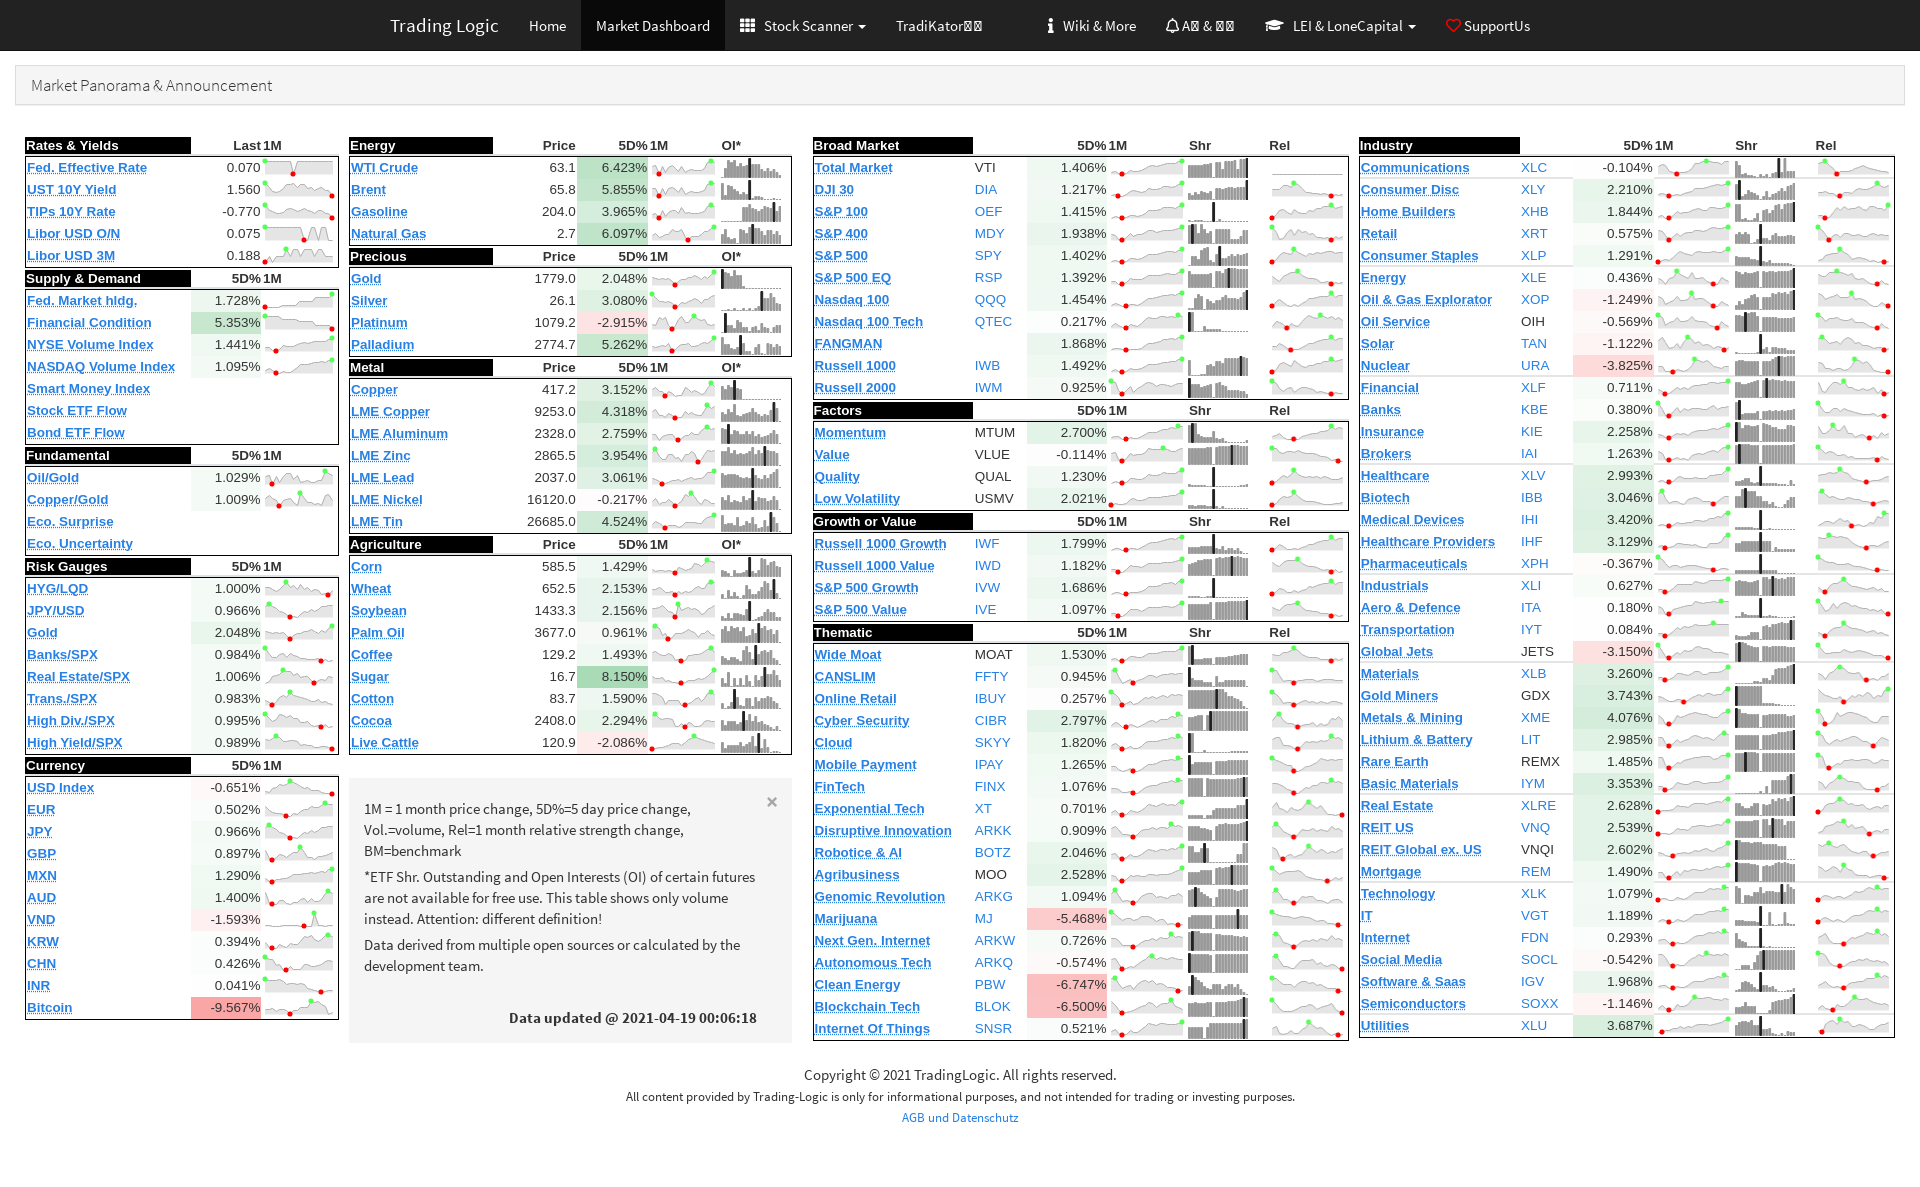 Trading Logic Home Market Dashboard Stock Scanner TradiKator Wiki & More A & LEI & LoneCapital SupportUs
Market Panorama & Announcement
Rates & Yields Last 1M
Fed. Effective Rate 0.070
UST 10Y Yield 1.560
TIPs 10Y Rate -0.770
Libor USD O/N 0.075
Libor USD 3M 0.188
Supply & Demand 5D% 1M
Fed. Market hldg. 1.728%
Financial Condition 5.353%
NYSE Volume Index 1.441%
NASDAQ Volume Index 1.095%
Smart Money Index
Stock ETF Flow
Bond ETF Flow
Fundamental 5D% 1M
Oil/Gold 1.029%
Copper/Gold 1.009%
Eco. Surprise
Eco. Uncertainty
Risk Gauges 5D% 1M
HYG/LQD 1.000%
JPY/USD 0.966%
Gold 2.048%
Banks/SPX 0.984%
Real Estate/SPX 1.006%
Trans./SPX 0.983%
High Div./SPX 0.995%
High Yield/SPX 0.989%
Currency 5D% 1M
USD Index -0.651%
EUR 0.502%
JPY 0.966%
GBP 0.897%
MXN 1.290%
AUD 1.400%
VND -1.593%
KRW 0.394%
CHN 0.426%
INR 0.041%
Bitcoin -9.567%
Energy Price 5D% 1M OI*
WTI Crude 63.1 6.423%
Brent 65.8 5.855%
Gasoline 204.0 3.965%
Natural Gas 2.7 6.097%
Precious Price 5D% 1M OI*
Gold 1779.0 2.048%
Silver 26.1 3.080%
Platinum 1079.2 -2.915%
Palladium 2774.7 5.262%
Metal Price 5D% 1M OI*
Copper 417.2 3.152%
LME Copper 9253.0 4.318%
LME Aluminum 2328.0 2.759%
LME Zinc 2865.5 3.954%
LME Lead 2037.0 3.061%
LME Nickel 16120.0 -0.217%
LME Tin 26685.0 4.524%
Agriculture Price 5D% 1M OI*
Corn 585.5 1.429%
Wheat 652.5 2.153%
Soybean 1433.3 2.156%
Palm Oil 3677.0 0.961%
Coffee 129.2 1.493%
Sugar 16.7 8.150%
Cotton 83.7 1.590%
Cocoa 2408.0 2.294%
Live Cattle 120.9 -2.086%
×
1M = 1 month price change, 5D%=5 day price change,
Vol.=volume, Rel=1 month relative strength change,
BM=benchmark
*ETF Shr. Outstanding and Open Interests (OI) of certain futures
are not available for free use. This table shows only volume
instead. Attention: different definition!
Data derived from multiple open sources or calculated by the
development team.
Data updated @ 2021-04-19 00:06:18
Broad Market 5D% 1M Shr Rel
Total Market VTI 1.406%
DJI 30 DIA 1.217%
S&P 100 OEF 1.415%
S&P 400 MDY 1.938%
S&P 500 SPY 1.402%
S&P 500 EQ RSP 1.392%
Nasdaq 100 QQQ 1.454%
Nasdaq 100 Tech QTEC 0.217%
FANGMAN 1.868%
Russell 1000 IWB 1.492%
Russell 2000 IWM 0.925%
Factors 5D% 1M Shr Rel
Momentum MTUM 2.700%
Value VLUE -0.114%
Quality QUAL 1.230%
Low Volatility USMV 2.021%
Growth or Value 5D% 1M Shr Rel
Russell 1000 Growth IWF 1.799%
Russell 1000 Value IWD 1.182%
S&P 500 Growth IVW 1.686%
S&P 500 Value IVE 1.097%
Thematic 5D% 1M Shr Rel
Wide Moat MOAT 1.530%
CANSLIM FFTY 0.945%
Online Retail IBUY 0.257%
Cyber Security CIBR 2.797%
Cloud SKYY 1.820%
Mobile Payment IPAY 1.265%
FinTech FINX 1.076%
Exponential Tech XT 0.701%
Disruptive Innovation ARKK 0.909%
Robotice & AI BOTZ 2.046%
Agribusiness MOO 2.528%
Genomic Revolution ARKG 1.094%
Marijuana MJ -5.468%
Next Gen. Internet ARKW 0.726%
Autonomous Tech ARKQ -0.574%
Clean Energy PBW -6.747%
Blockchain Tech BLOK -6.500%
Internet Of Things SNSR 0.521%
Industry 5D% 1M Shr Rel
Communications XLC -0.104%
Consumer Disc XLY 2.210%
Home Builders XHB 1.844%
Retail XRT 0.575%
Consumer Staples XLP 1.291%
Energy XLE 0.436%
Oil & Gas Explorator XOP -1.249%
Oil Service OIH -0.569%
Solar TAN -1.122%
Nuclear URA -3.825%
Financial XLF 0.711%
Banks KBE 0.380%
Insurance KIE 2.258%
Brokers IAI 1.263%
Healthcare XLV 2.993%
Biotech IBB 3.046%
Medical Devices IHI 3.420%
Healthcare Providers IHF 3.129%
Pharmaceuticals XPH -0.367%
Industrials XLI 0.627%
Aero & Defence ITA 0.180%
Transportation IYT 0.084%
Global Jets JETS -3.150%
Materials XLB 3.260%
Gold Miners GDX 3.743%
Metals & Mining XME 4.076%
Lithium & Battery LIT 2.985%
Rare Earth REMX 1.485%
Basic Materials IYM 3.353%
Real Estate XLRE 2.628%
REIT US VNQ 2.539%
REIT Global ex. US VNQI 2.602%
Mortgage REM 1.490%
Technology XLK 1.079%
IT VGT 1.189%
Internet FDN 0.293%
Social Media SOCL -0.542%
Software & Saas IGV 1.968%
Semiconductors SOXX -1.146%
Utilities XLU 3.687%
Copyright © 2021 TradingLogic. All rights reserved.
All content provided by Trading-Logic is only for informational purposes, and not intended for trading or investing purposes.
AGB und Datenschutz